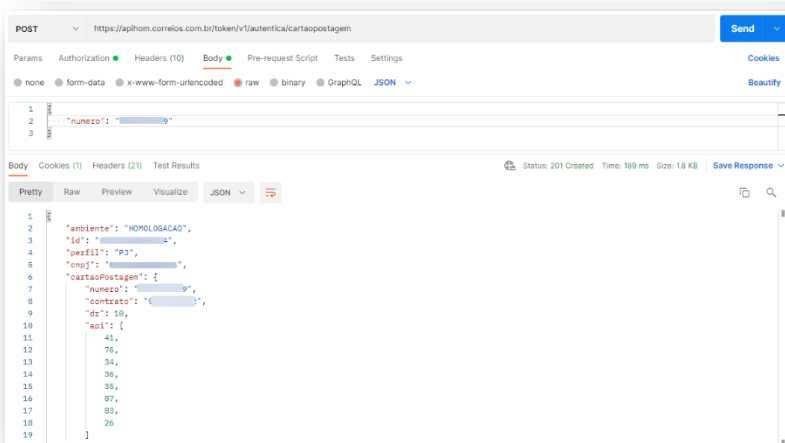 POST https://apihom.correios.com.br/token/v1/autentica/cartaopostagem Send
Params Authorization Headers (10) Body Pre-request Script Tests Settings Cookies
none form-data x-www-form-urlencoded raw binary GraphQL JSON Beautify
1 {
2 "numero": "9"
3 }
Body Cookies (1) Headers (21) Test Results Status: 201 Created Time: 189 ms Size: 1.8 KB Save Response
Pretty Raw Preview Visualize JSON
1 {
2 "ambiente": "HOMOLOGACAO",
3 "id": "4",
4 "perfil": "PJ",
5 "cnpj": "",
6 "cartaoPostagem": {
7 "numero": "9",
8 "contrato": "9 2",
9 "dr": 10,
10 "api": [
11 41,
12 76,
13 34,
14 36,
15 35,
16 87,
17 83,
18 26
19 ]